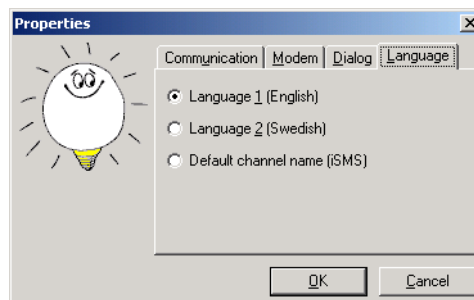 Properties
Communication Modem Dialog Language
Language 1 (English)
Language 2 (Swedish)
Default channel name (iSMS)
OK Cancel